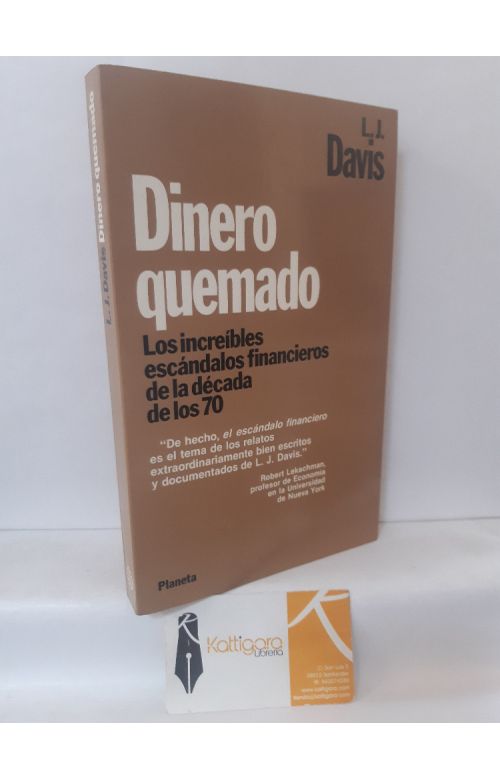 L. J.
Davis
Dinero
quemado
Los increíbles
escándalos financieros
de la década
de los 70
"De hecho, el escándalo financiero
es el tema de los relatos
extraordinariamente bien escritos
y documentados de L. J. Davis."
Robert Lekachman,
profesor de Economía
en la Universidad
de Nueva York
Planeta
L. J. Davis Dinero quemado
Kattigara
Librería
Santander
www.kattigara.com